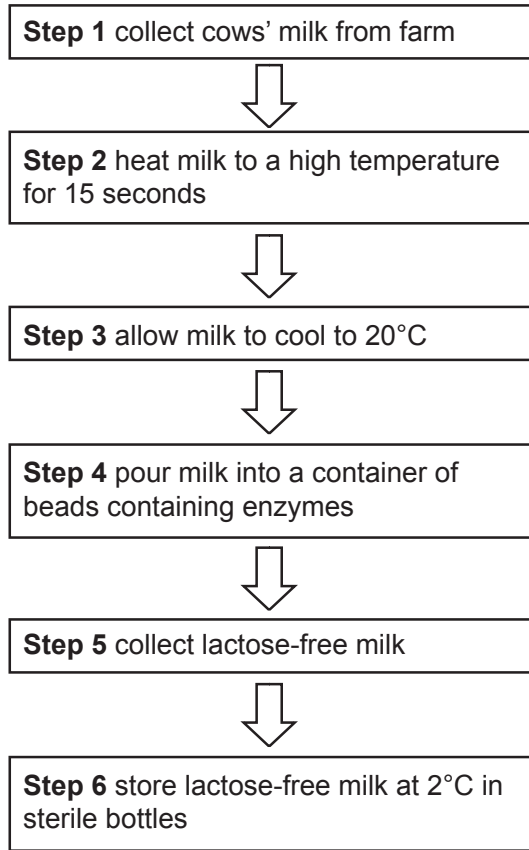 Step 1 collect cows’ milk from farm
Step 2 heat milk to a high temperature
for 15 seconds
Step 3 allow milk to cool to 20°C
Step 4 pour milk into a container of
beads containing enzymes
Step 5 collect lactose-free milk
Step 6 store lactose-free milk at 2°C in
sterile bottles